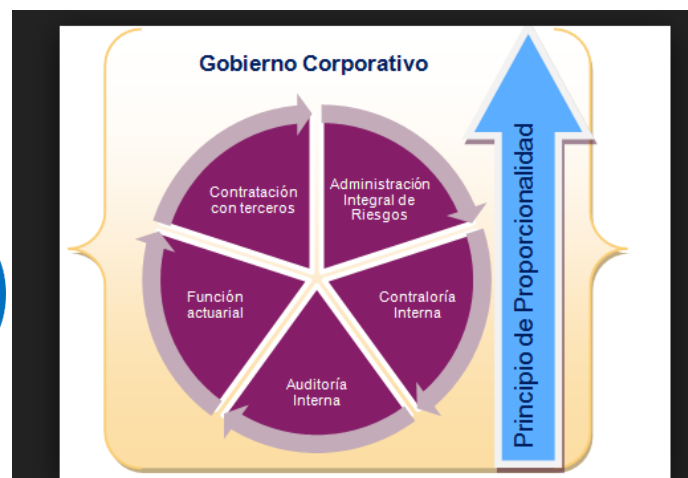 Gobierno Corporativo
Contratación
con terceros
Administración
Integral de
Riesgos
Función
actuarial
Contraloría
Interna
Auditoría
Interna
Principio de Proporcionalidad